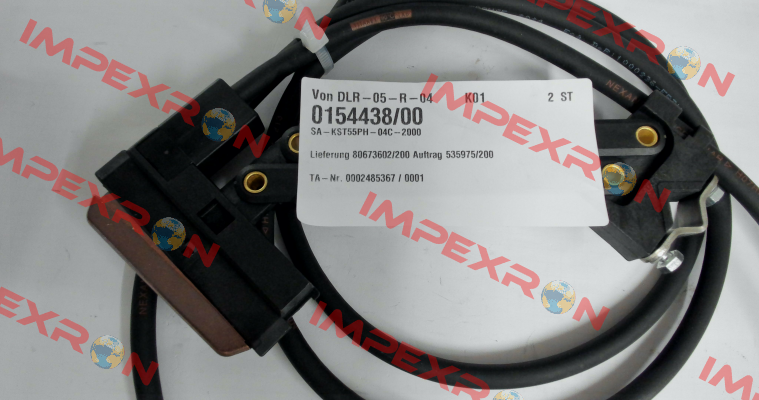 Von DLR-05-R-04 K01 2 ST
0154438/00
SA-KST55PH-04C-2000
Lieferung 80673602/200 Auftrag 535975/200
TA-Nr. 0002485367 / 0001
IMPEXRON
IMPEXRON
IMPEXRON
IMPEXRON
IMPEXRON
IMPEXRON